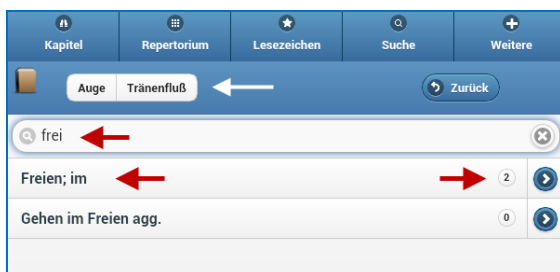 Kapitel Repertorium Lesezeichen Suche Weitere
Auge Tränenfluß Zurück
frei
Freien; im 2
Gehen im Freien agg. 0